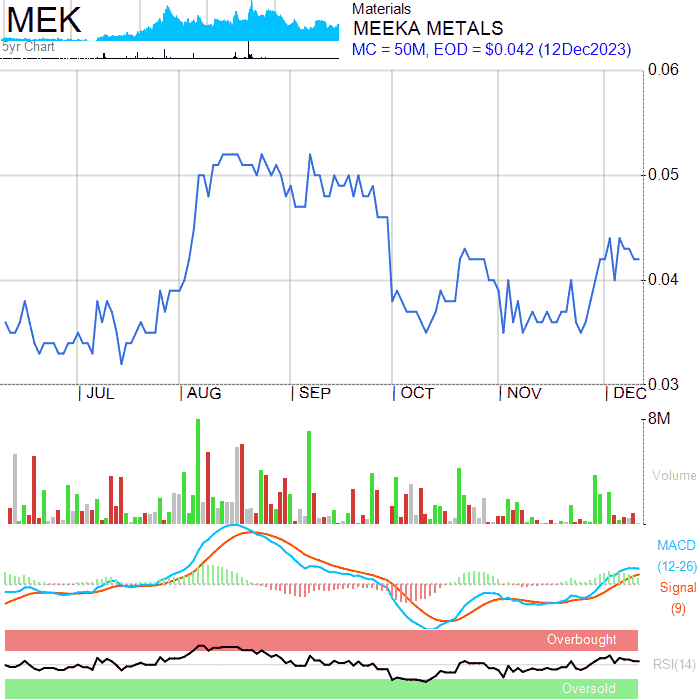 MEK
5yr Chart
Materials
MEEKA METALS
MC = 50M, EOD = $0.042 (12Dec2023)
0.06
0.05
0.04
0.03
JUL AUG SEP OCT NOV DEC
8M
Volume
MACD
(12-26)
Signal
(9)
Overbought
RSI(14)
Oversold